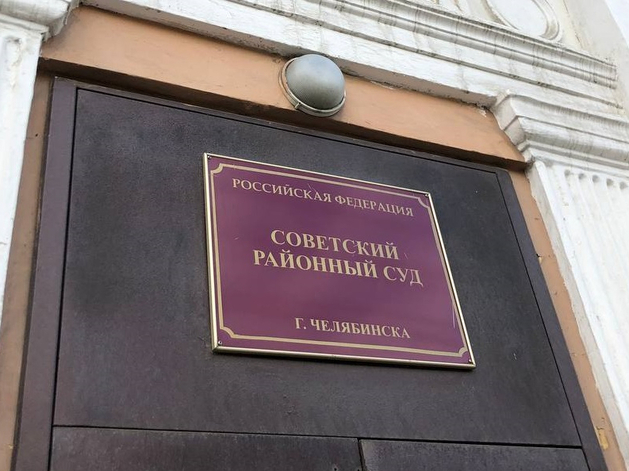 РОССИЙСКАЯ ФЕДЕРАЦИЯ
СОВЕТСКИЙ
РАЙОННЫЙ СУД
Г. ЧЕЛЯБИНСКА